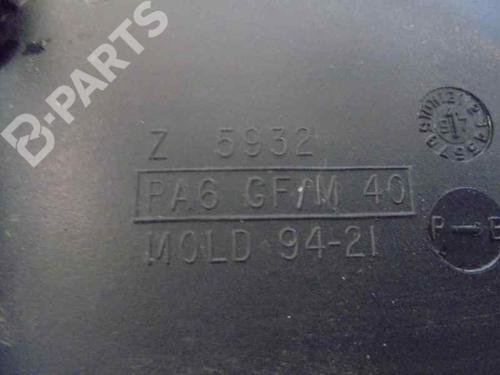 B-PARTS
Z 5932
PA6 GF/M 40
MOLD 94-21